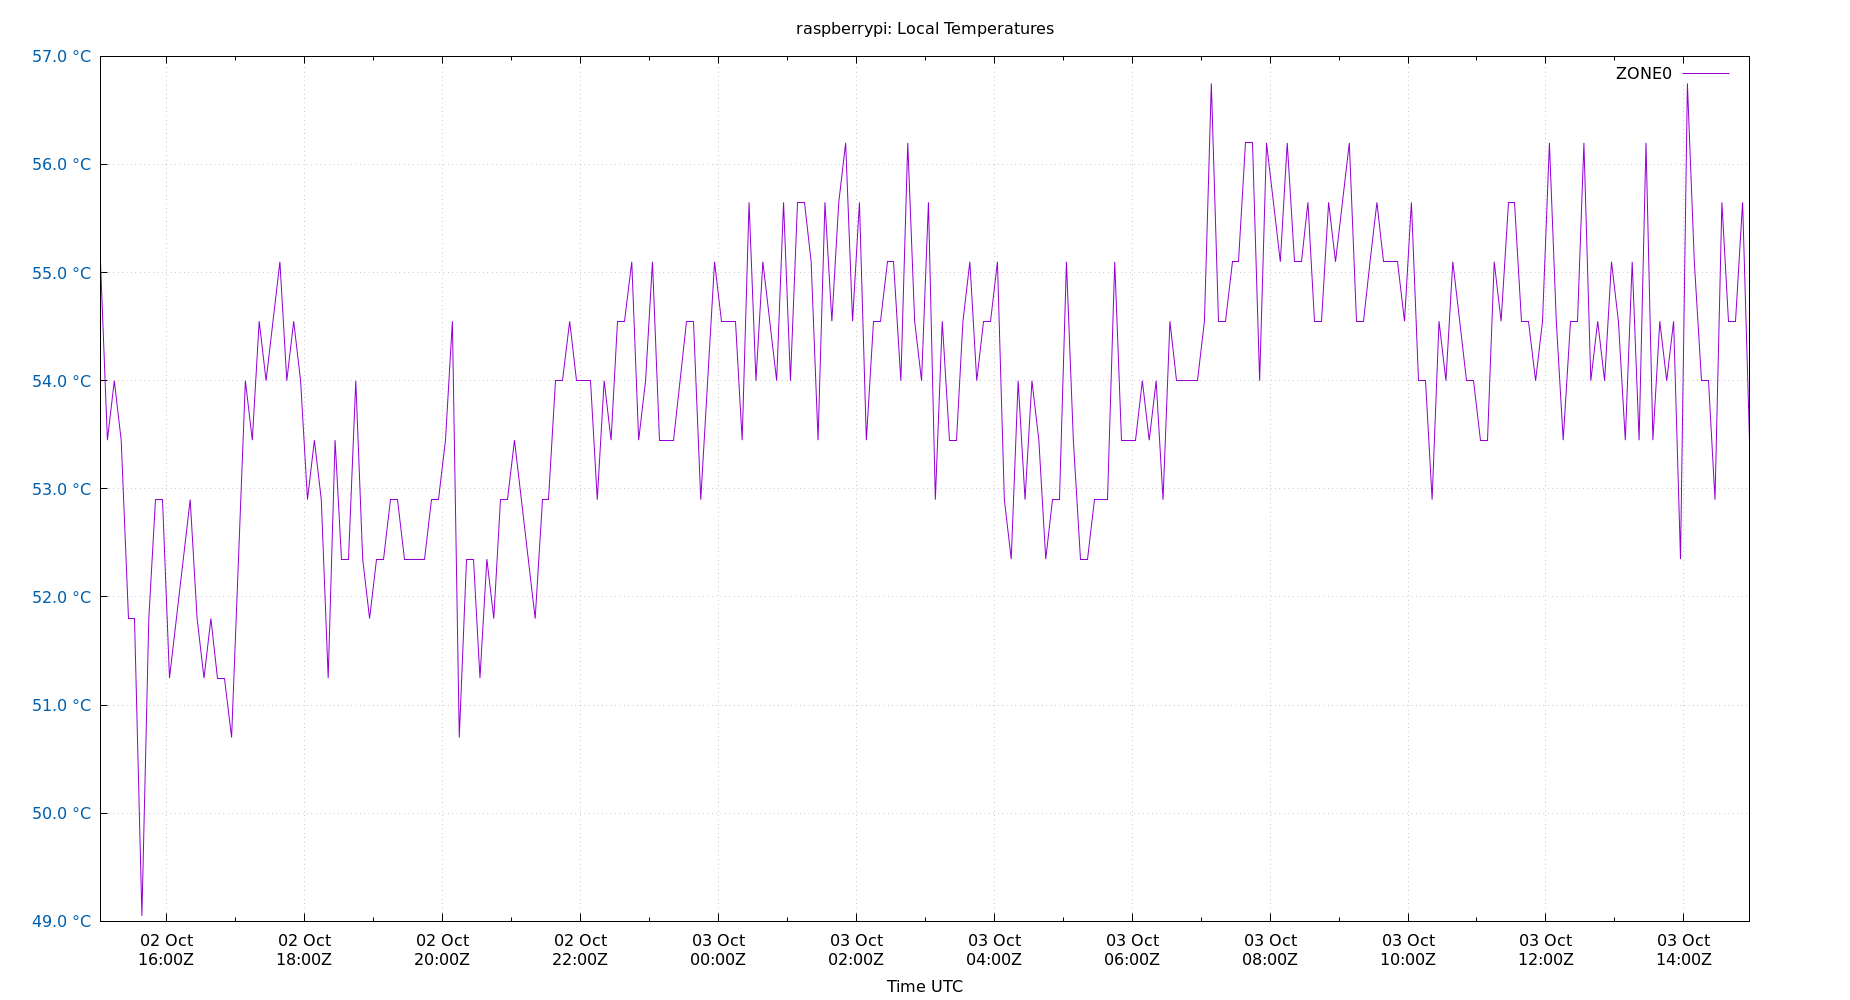 raspberrypi: Local Temperatures
57.0 °C
ZONE0
56.0 °C
55.0 °C
54.0 °C
53.0 °C
52.0 °C
51.0 °C
50.0 °C
49.0 °C
02 Oct 02 Oct 02 Oct 02 Oct 03 Oct 03 Oct 03 Oct 03 Oct 03 Oct 03 Oct 03 Oct 03 Oct
16:00Z 18:00Z 20:00Z 22:00Z 00:00Z 02:00Z 04:00Z 06:00Z 08:00Z 10:00Z 12:00Z 14:00Z
Time UTC